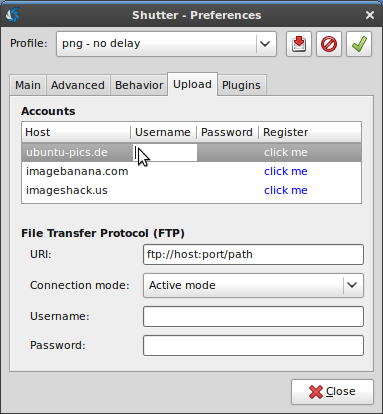 Shutter - Preferences
Profile: png - no delay
Main Advanced Behavior Upload Plugins
Accounts
Host Username Password Register
ubuntu-pics.de click me
imagebanana.com click me
imageshack.us click me
File Transfer Protocol (FTP)
URI: ftp://host:port/path
Connection mode: Active mode
Username:
Password:
Close